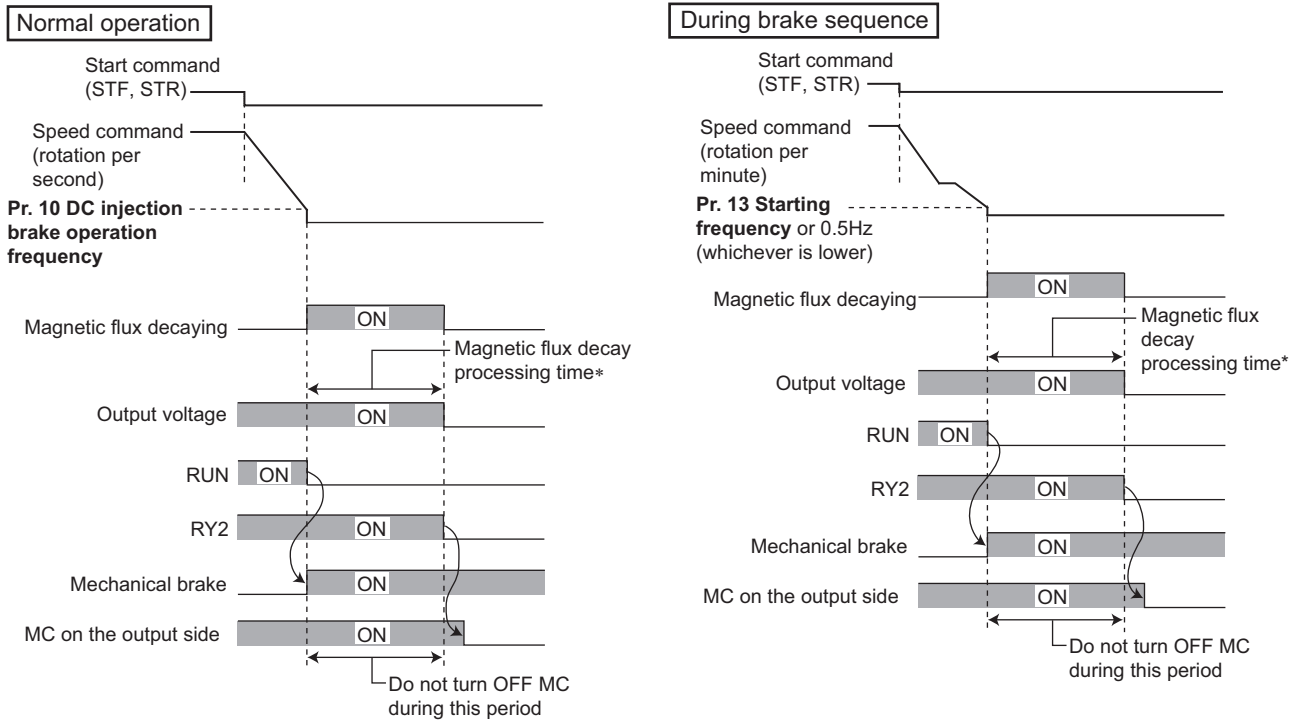 Normal operation
Start command
(STF, STR)
Speed command
(rotation per
second)
Pr. 10 DC injection
brake operation
frequency
Magnetic flux decaying
ON
Magnetic flux decay
processing time*
Output voltage
ON
RUN
ON
RY2
ON
Mechanical brake
ON
MC on the output side
ON
Do not turn OFF MC
during this period
During brake sequence
Start command
(STF, STR)
Speed command
(rotation per
minute)
Pr. 13 Starting
frequency or 0.5Hz
(whichever is lower)
Magnetic flux decaying
ON
Magnetic flux
decay
processing time*
Output voltage
ON
RUN
ON
RY2
ON
Mechanical brake
ON
MC on the output side
ON
Do not turn OFF MC
during this period